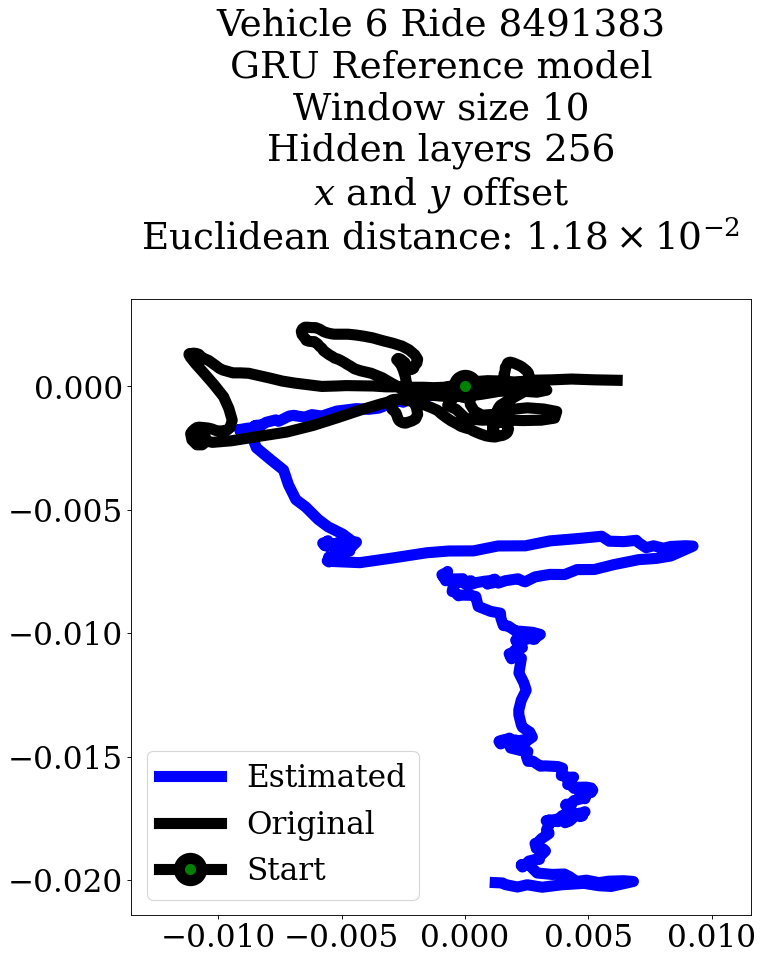 Vehicle 6 Ride 8491383
GRU Reference model
Window size 10
Hidden layers 256
x and y offset
Euclidean distance: 1.18 × 10⁻²
0.000
−0.005
−0.010
−0.015
−0.020
Estimated
Original
Start
−0.010 −0.005 0.000 0.005 0.010